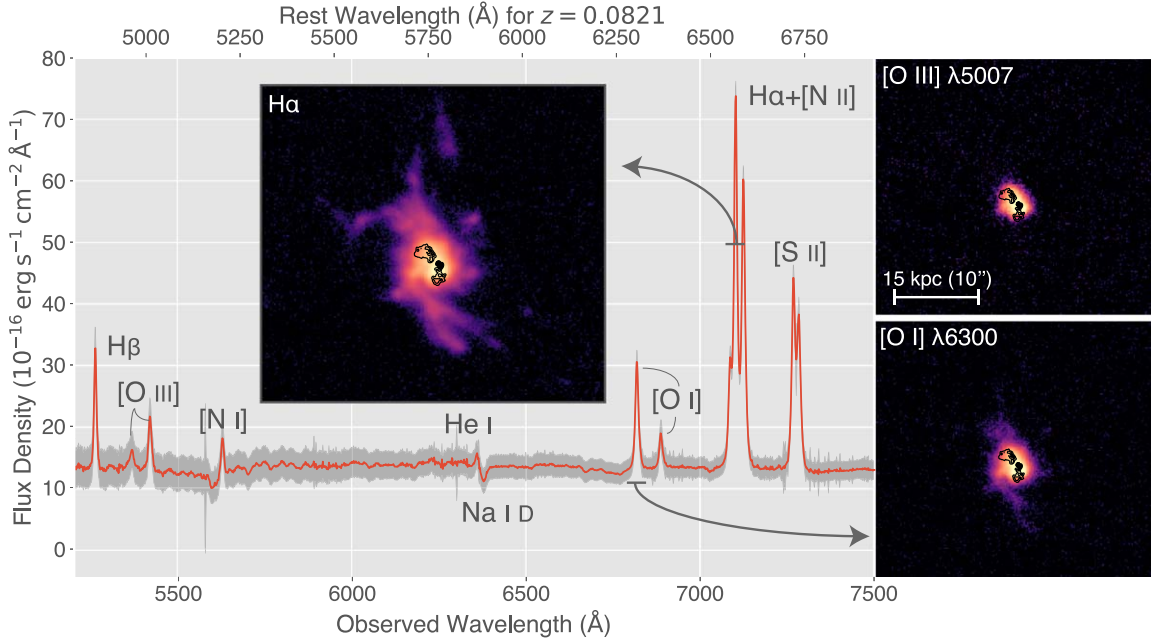 Rest Wavelength (Å) for z = 0.0821
5000 5250 5500 5750 6000 6250 6500 6750
80
70
60
50
40
30
20
10
0
Flux Density (10⁻¹⁶ erg s⁻¹ cm⁻² Å⁻¹)
Hα
Hα+[N II]
[S II]
Hβ
[O III]
[N I]
He I
Na I D
[O I]
5500 6000 6500 7000 7500
Observed Wavelength (Å)
[O III] λ5007
15 kpc (10”)
[O I] λ6300